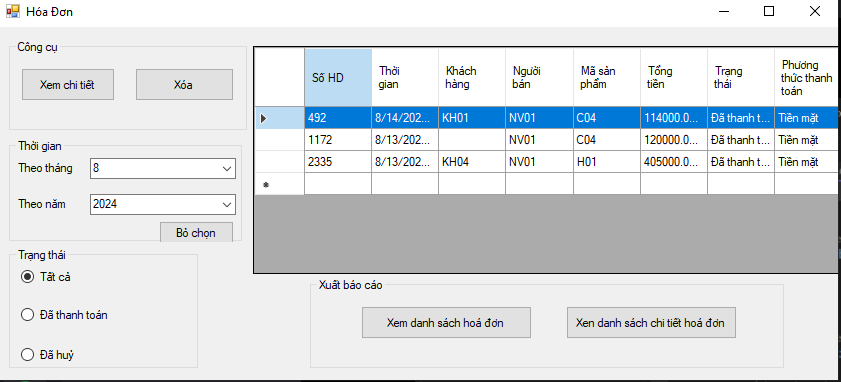 Hóa Đơn
Công cụ
Xem chi tiết
Xóa
Thời gian
Theo tháng
8
Theo năm
2024
Bỏ chọn
Trạng thái
Tất cả
Đã thanh toán
Đã huỷ
Số HD
Thời
gian
Khách
hàng
Người
bán
Mã sản
phẩm
Tổng
tiền
Trạng
thái
Phương
thức thanh
toán
492 8/14/202... KH01 NV01 C04 114000.0... Đã thanh t... Tiền mặt
1172 8/13/202... NV01 C04 120000.0... Đã thanh t... Tiền mặt
2335 8/13/202... KH04 NV01 H01 405000.0... Đã thanh t... Tiền mặt
Xuất báo cáo
Xem danh sách hoá đơn
Xen danh sách chi tiết hoá đơn